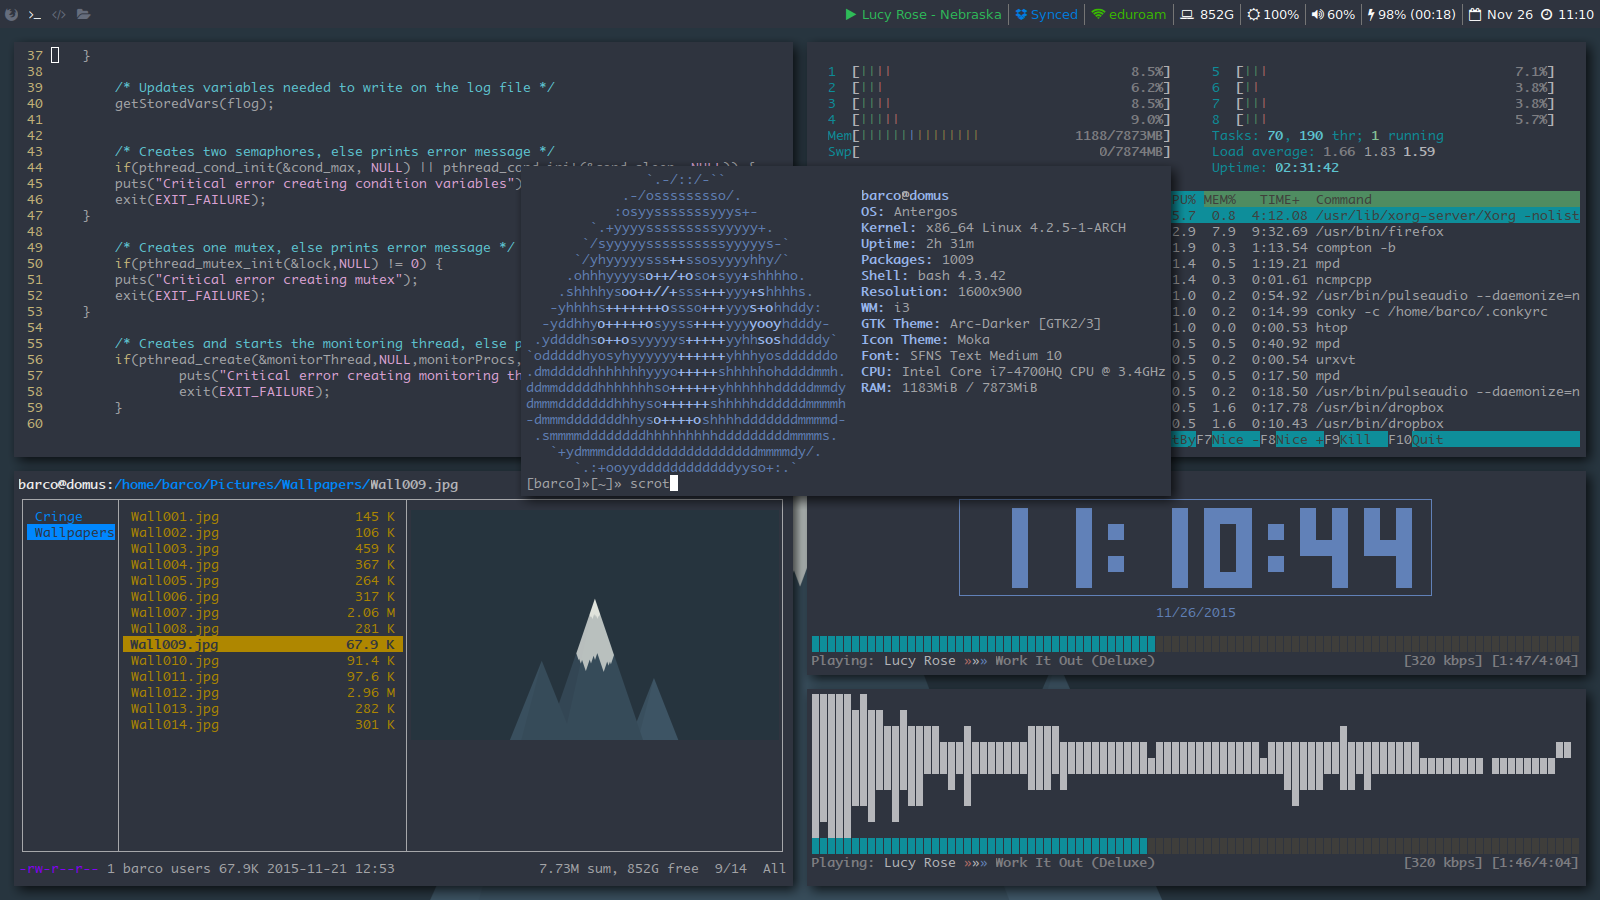 Lucy Rose - Nebraska Synced eduroam 852G 100% 60% 98% (00:18) Nov 26 11:10
37 }
38
39 /* Updates variables needed to write on the log file */
40 getStoredVars(flog);
41
42
43 /* Creates two semaphores, else prints error message */
44 if(pthread_cond_init(&cond_max, NULL) ||
45 puts("Critical error creating condition variables")
46 exit(EXIT_FAILURE);
47 }
48
49 /* Creates one mutex, else prints error message */
50 if(pthread_mutex_init(&lock,NULL) != 0) {
51 puts("Critical error creating mutex");
52 exit(EXIT_FAILURE);
53 }
54
55 /* Creates and starts the monitoring thread, else p
56 if(pthread_create(&monitorThread,NULL,monitorProcs,
57 puts("Critical error creating monitoring th
58 exit(EXIT_FAILURE);
59 }
60
1 [|||| 8.5%] 5 [||| 7.1%]
2 [||| 6.2%] 6 [|| 3.8%]
3 [|||| 8.5%] 7 [||| 3.8%]
4 [||||| 9.0%] 8 [||| 5.7%]
Mem[||||||||||||||| 1188/7873MB] Tasks: 70, 190 thr; 1 running
Swp[ 0/7874MB] Load average: 1.66 1.83 1.59
Uptime: 02:31:42
PU% MEM% TIME+ Command
5.7 0.8 4:12.08 /usr/lib/xorg-server/Xorg -nolist
2.9 7.9 9:32.69 /usr/bin/firefox
1.9 0.3 1:13.54 compton -b
1.4 0.5 1:19.21 mpd
1.4 0.3 0:01.61 ncmpcpp
1.0 0.2 0:54.92 /usr/bin/pulseaudio --daemonize=n
1.0 0.2 0:14.99 conky -c /home/barco/.conkyrc
1.0 0.0 0:00.53 htop
0.5 0.5 0:40.92 mpd
0.5 0.2 0:00.54 urxvt
0.5 0.5 0:17.50 mpd
0.5 0.2 0:18.50 /usr/bin/pulseaudio --daemonize=n
0.5 1.6 0:17.78 /usr/bin/dropbox
0.5 1.6 0:10.43 /usr/bin/dropbox
tByF7Nice -F8Nice +F9Kill F10Quit
barco@domus
OS: Antergos
Kernel: x86_64 Linux 4.2.5-1-ARCH
Uptime: 2h 31m
Packages: 1009
Shell: bash 4.3.42
Resolution: 1600x900
WM: i3
GTK Theme: Arc-Darker [GTK2/3]
Icon Theme: Moka
Font: SFNS Text Medium 10
CPU: Intel Core i7-4700HQ CPU @ 3.4GHz
RAM: 1183MiB / 7873MiB
[barco]»[~]» scrot
barco@domus:/home/barco/Pictures/Wallpapers/Wall009.jpg
Cringe
Wallpapers
Wall001.jpg 145 K
Wall002.jpg 106 K
Wall003.jpg 459 K
Wall004.jpg 367 K
Wall005.jpg 264 K
Wall006.jpg 317 K
Wall007.jpg 2.06 M
Wall008.jpg 281 K
Wall009.jpg 67.9 K
Wall010.jpg 91.4 K
Wall011.jpg 97.6 K
Wall012.jpg 2.96 M
Wall013.jpg 282 K
Wall014.jpg 301 K
-rw-r--r-- 1 barco users 67.9K 2015-11-21 12:53 7.73M sum, 852G free 9/14 All
11:10:44
11/26/2015
Playing: Lucy Rose »»» Work It Out (Deluxe) [320 kbps] [1:47/4:04]
Playing: Lucy Rose »»» Work It Out (Deluxe) [320 kbps] [1:46/4:04]